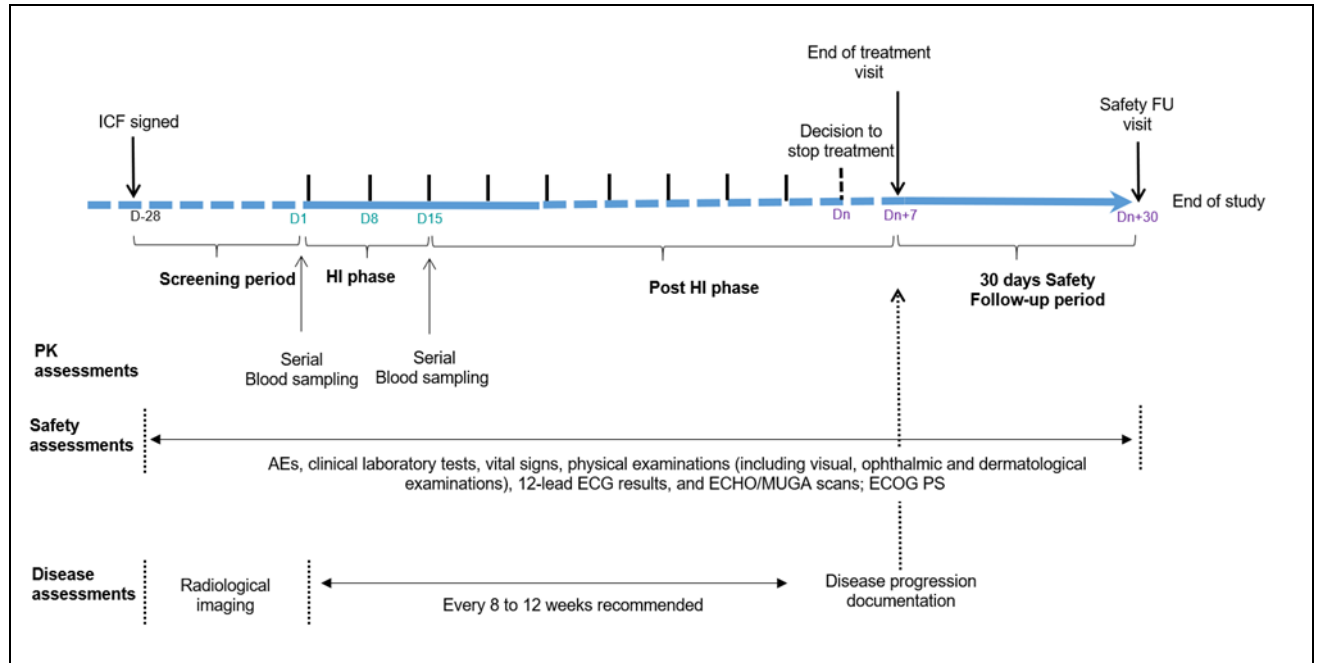 End of treatment
visit
ICF signed
Safety FU
visit
Decision to
stop treatment
D-28
D1
D8
D15
Dn
Dn+7
Dn+30
End of study
Screening period
HI phase
Post HI phase
30 days Safety
Follow-up period
PK
assessments
Serial
Blood sampling
Serial
Blood sampling
Safety
assessments
AEs, clinical laboratory tests, vital signs, physical examinations (including visual, ophthalmic and dermatological
examinations), 12-lead ECG results, and ECHO/MUGA scans; ECOG PS
Disease
assessments
Radiological
imaging
Every 8 to 12 weeks recommended
Disease progression
documentation